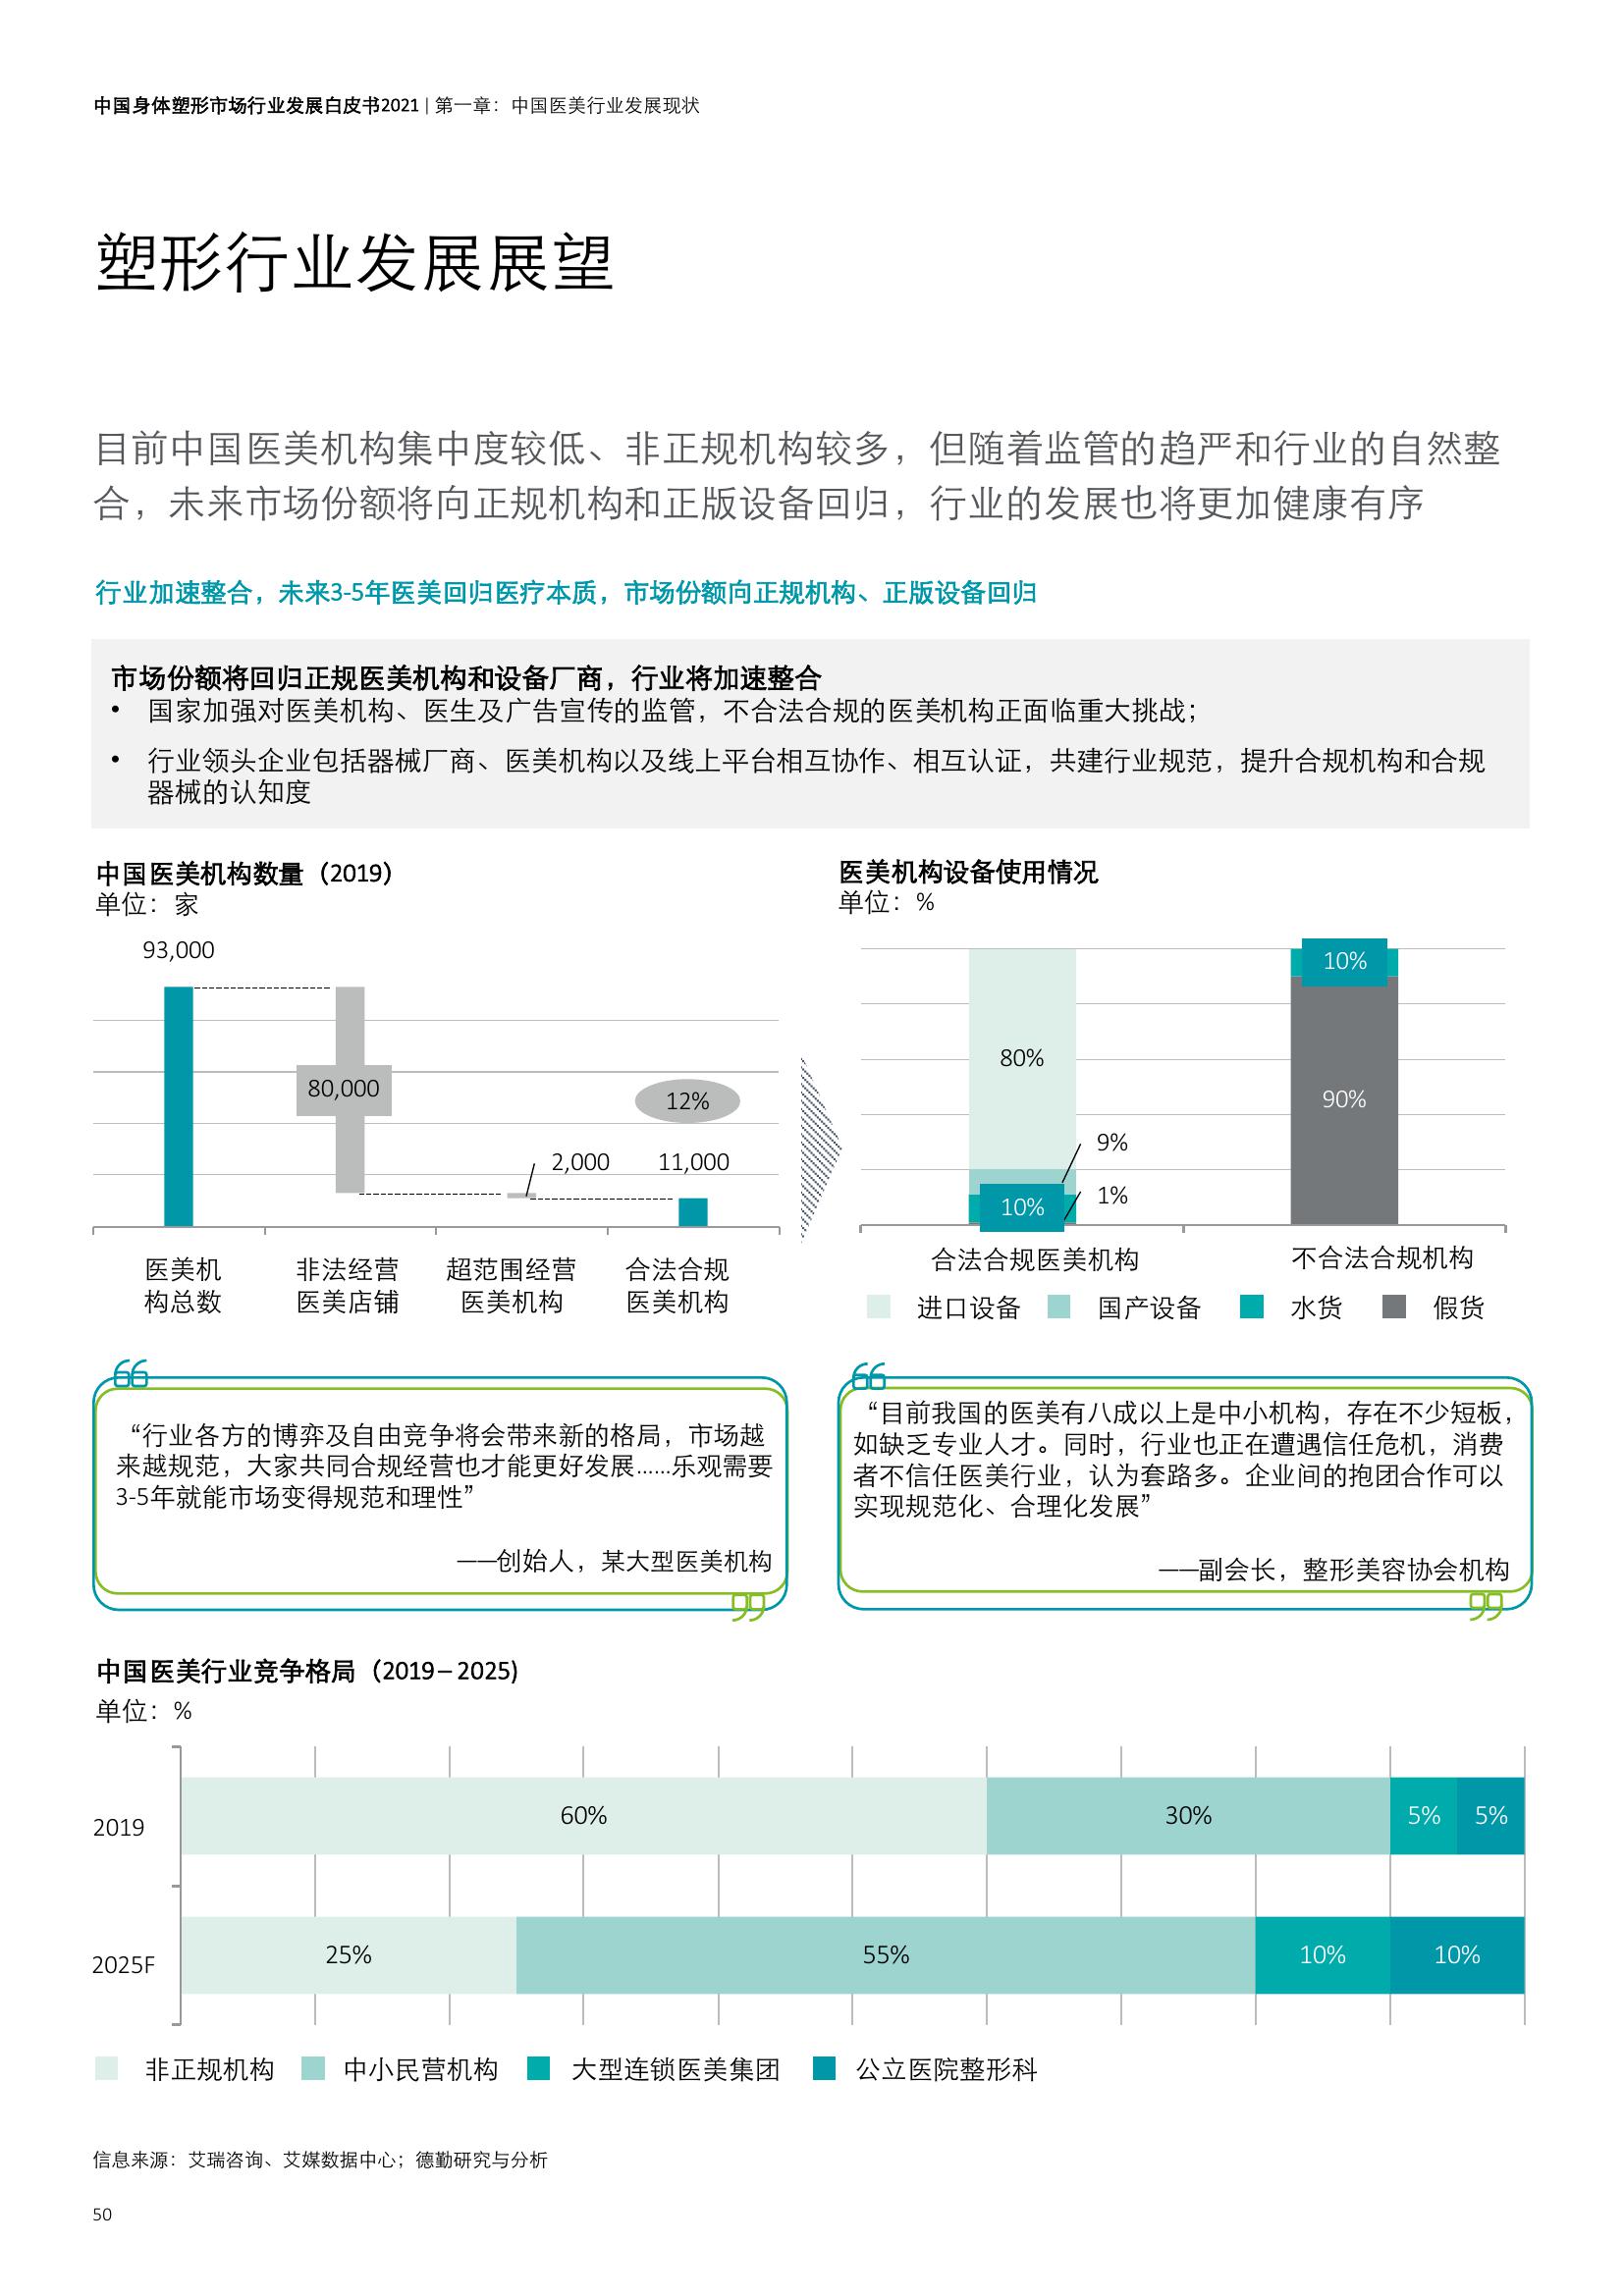 中国身体塑形市场行业发展白皮书2021 | 第一章：中国医美行业发展现状
塑形行业发展展望
目前中国医美机构集中度较低、非正规机构较多，但随着监管的趋严和行业的自然整
合，未来市场份额将向正规机构和正版设备回归，行业的发展也将更加健康有序
行业加速整合，未来3-5年医美回归医疗本质，市场份额向正规机构、正版设备回归
市场份额将回归正规医美机构和设备厂商，行业将加速整合
• 国家加强对医美机构、医生及广告宣传的监管，不合法合规的医美机构正面临重大挑战；
• 行业领头企业包括器械厂商、医美机构以及线上平台相互协作、相互认证，共建行业规范，提升合规机构和合规
器械的认知度
中国医美机构数量（2019）
单位：家
93,000
80,000
12%
2,000
11,000
医美机
构总数
非法经营
医美店铺
超范围经营
医美机构
合法合规
医美机构
医美机构设备使用情况
单位：%
10%
80%
90%
9%
1%
10%
合法合规医美机构
不合法合规机构
进口设备
国产设备
水货
假货
“行业各方的博弈及自由竞争将会带来新的格局，市场越
来越规范，大家共同合规经营也才能更好发展……乐观需要
3-5年就能市场变得规范和理性”
——创始人，某大型医美机构
“目前我国的医美有八成以上是中小机构，存在不少短板，
如缺乏专业人才。同时，行业也正在遭遇信任危机，消费
者不信任医美行业，认为套路多。企业间的抱团合作可以
实现规范化、合理化发展”
——副会长，整形美容协会机构
中国医美行业竞争格局（2019–2025)
单位：%
2019
60%
30%
5%
5%
2025F
25%
55%
10%
10%
非正规机构
中小民营机构
大型连锁医美集团
公立医院整形科
信息来源：艾瑞咨询、艾媒数据中心；德勤研究与分析
50